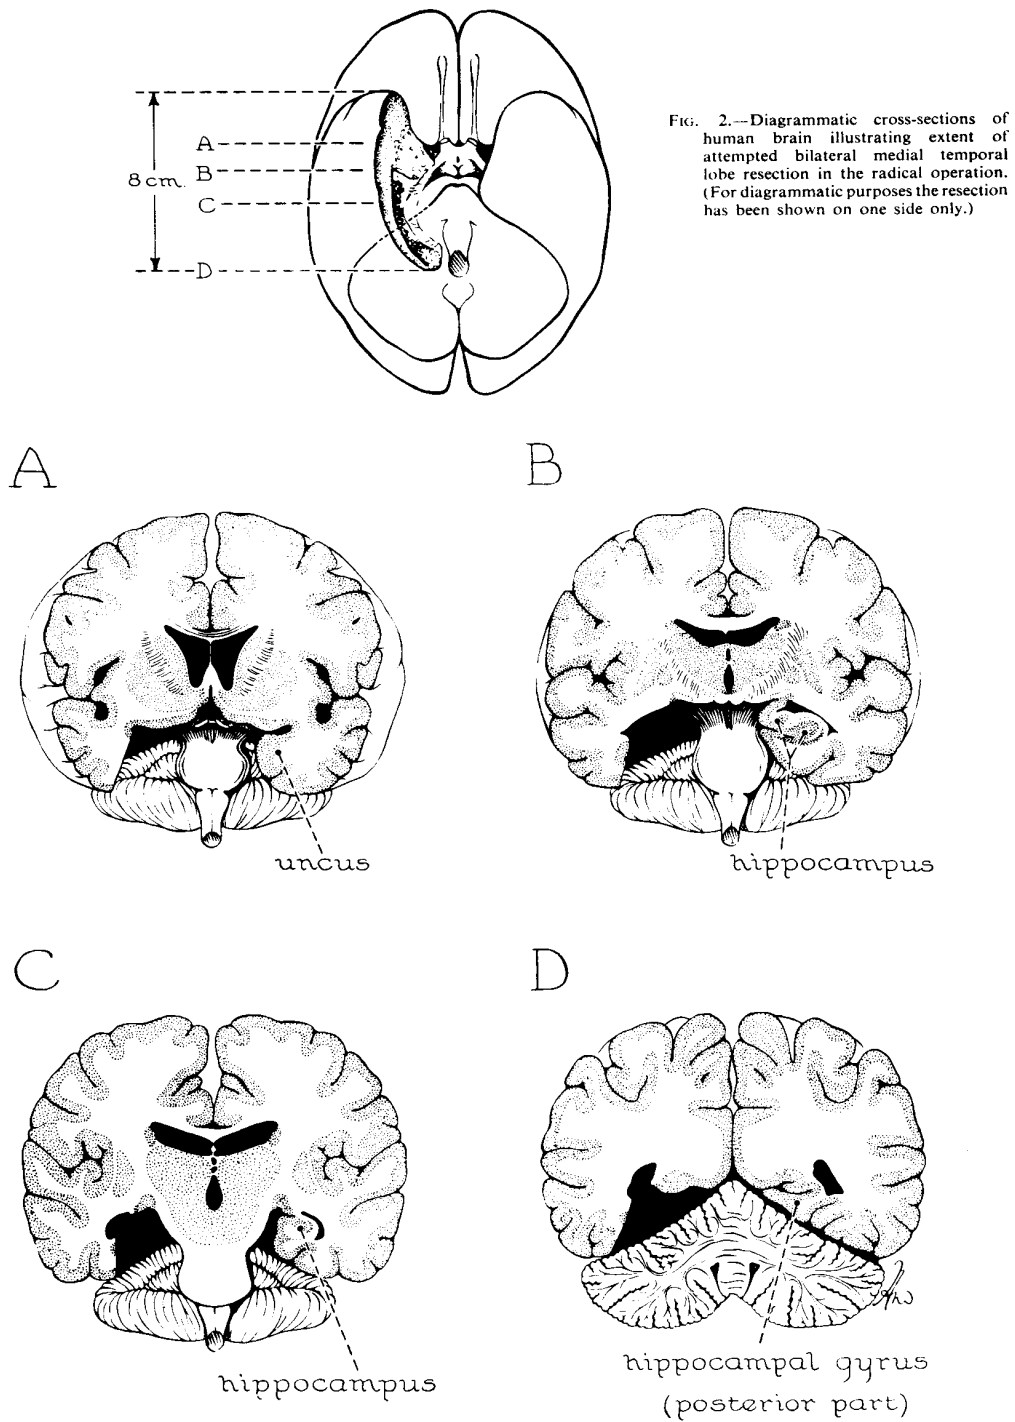 FIG. 2.—Diagrammatic cross-sections of
human brain illustrating extent of
attempted bilateral medial temporal
lobe resection in the radical operation.
(For diagrammatic purposes the resection
has been shown on one side only.)
A
B
8 cm.
C
D
A
B
uncus
hippocampus
C
D
hippocampus
hippocampal gyrus
(posterior part)